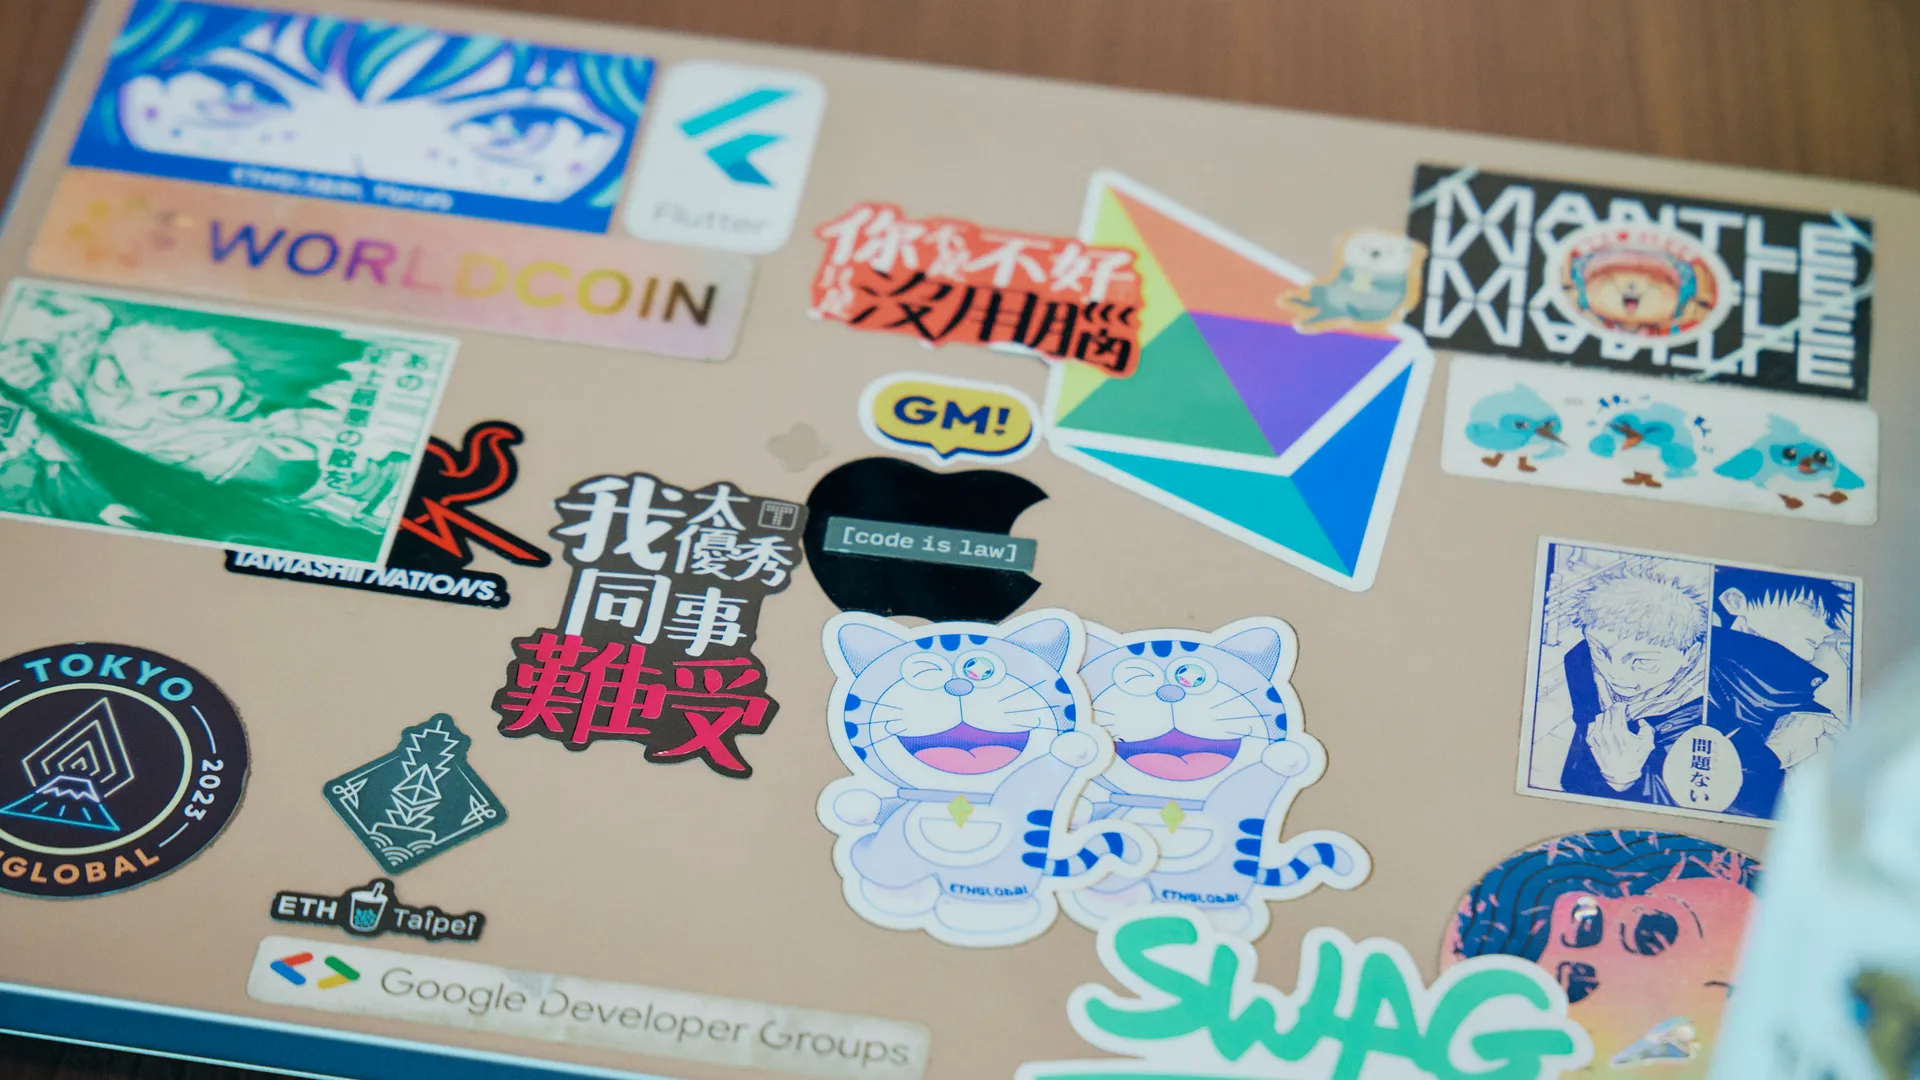 ETHGLOBAL TOKYO
Flutter
WORLDCOIN
你 不好
沒用腦
MANTLE
GM!
[code is law]
TAMASHII NATIONS.
我太優秀
同事
難受
問題ない
TOKYO
2023
GLOBAL
ETH Taipei
ETHGLObal
ETHGLObal
Google Developer Groups
SWAG